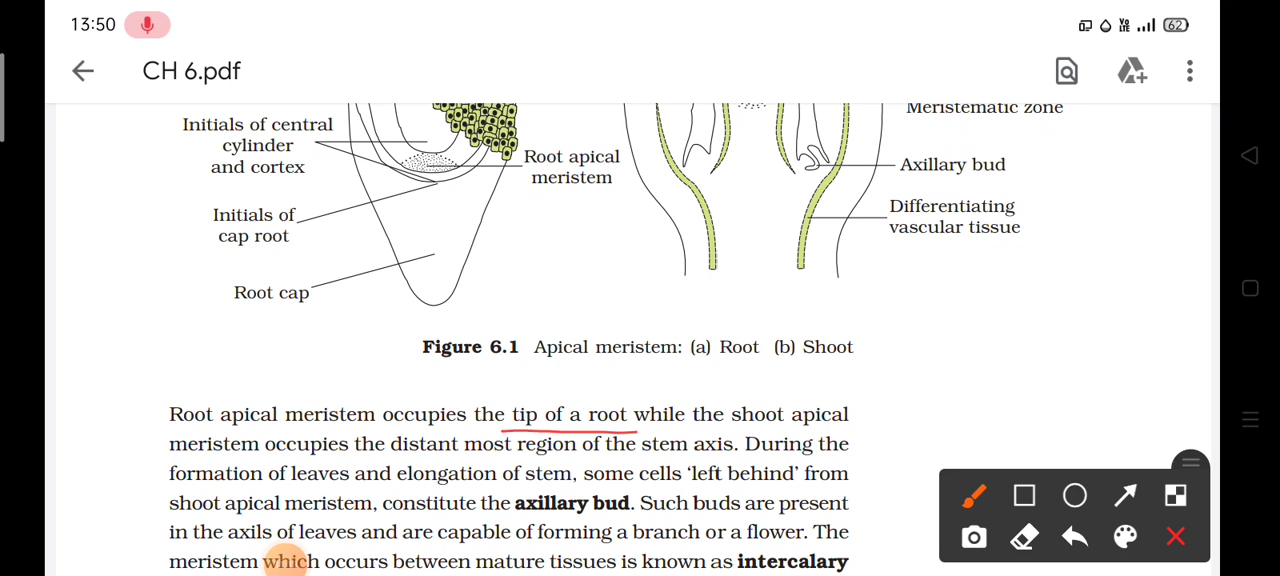 13:50
Vo
LTE
62
CH 6.pdf
Initials of central
cylinder
and cortex
Root apical
meristem
Initials of
cap root
Root cap
Meristematic zone
Axillary bud
Differentiating
vascular tissue
Figure 6.1 Apical meristem: (a) Root (b) Shoot
Root apical meristem occupies the tip of a root while the shoot apical
meristem occupies the distant most region of the stem axis. During the
formation of leaves and elongation of stem, some cells ‘left behind’ from
shoot apical meristem, constitute the axillary bud. Such buds are present
in the axils of leaves and are capable of forming a branch or a flower. The
meristem which occurs between mature tissues is known as intercalary